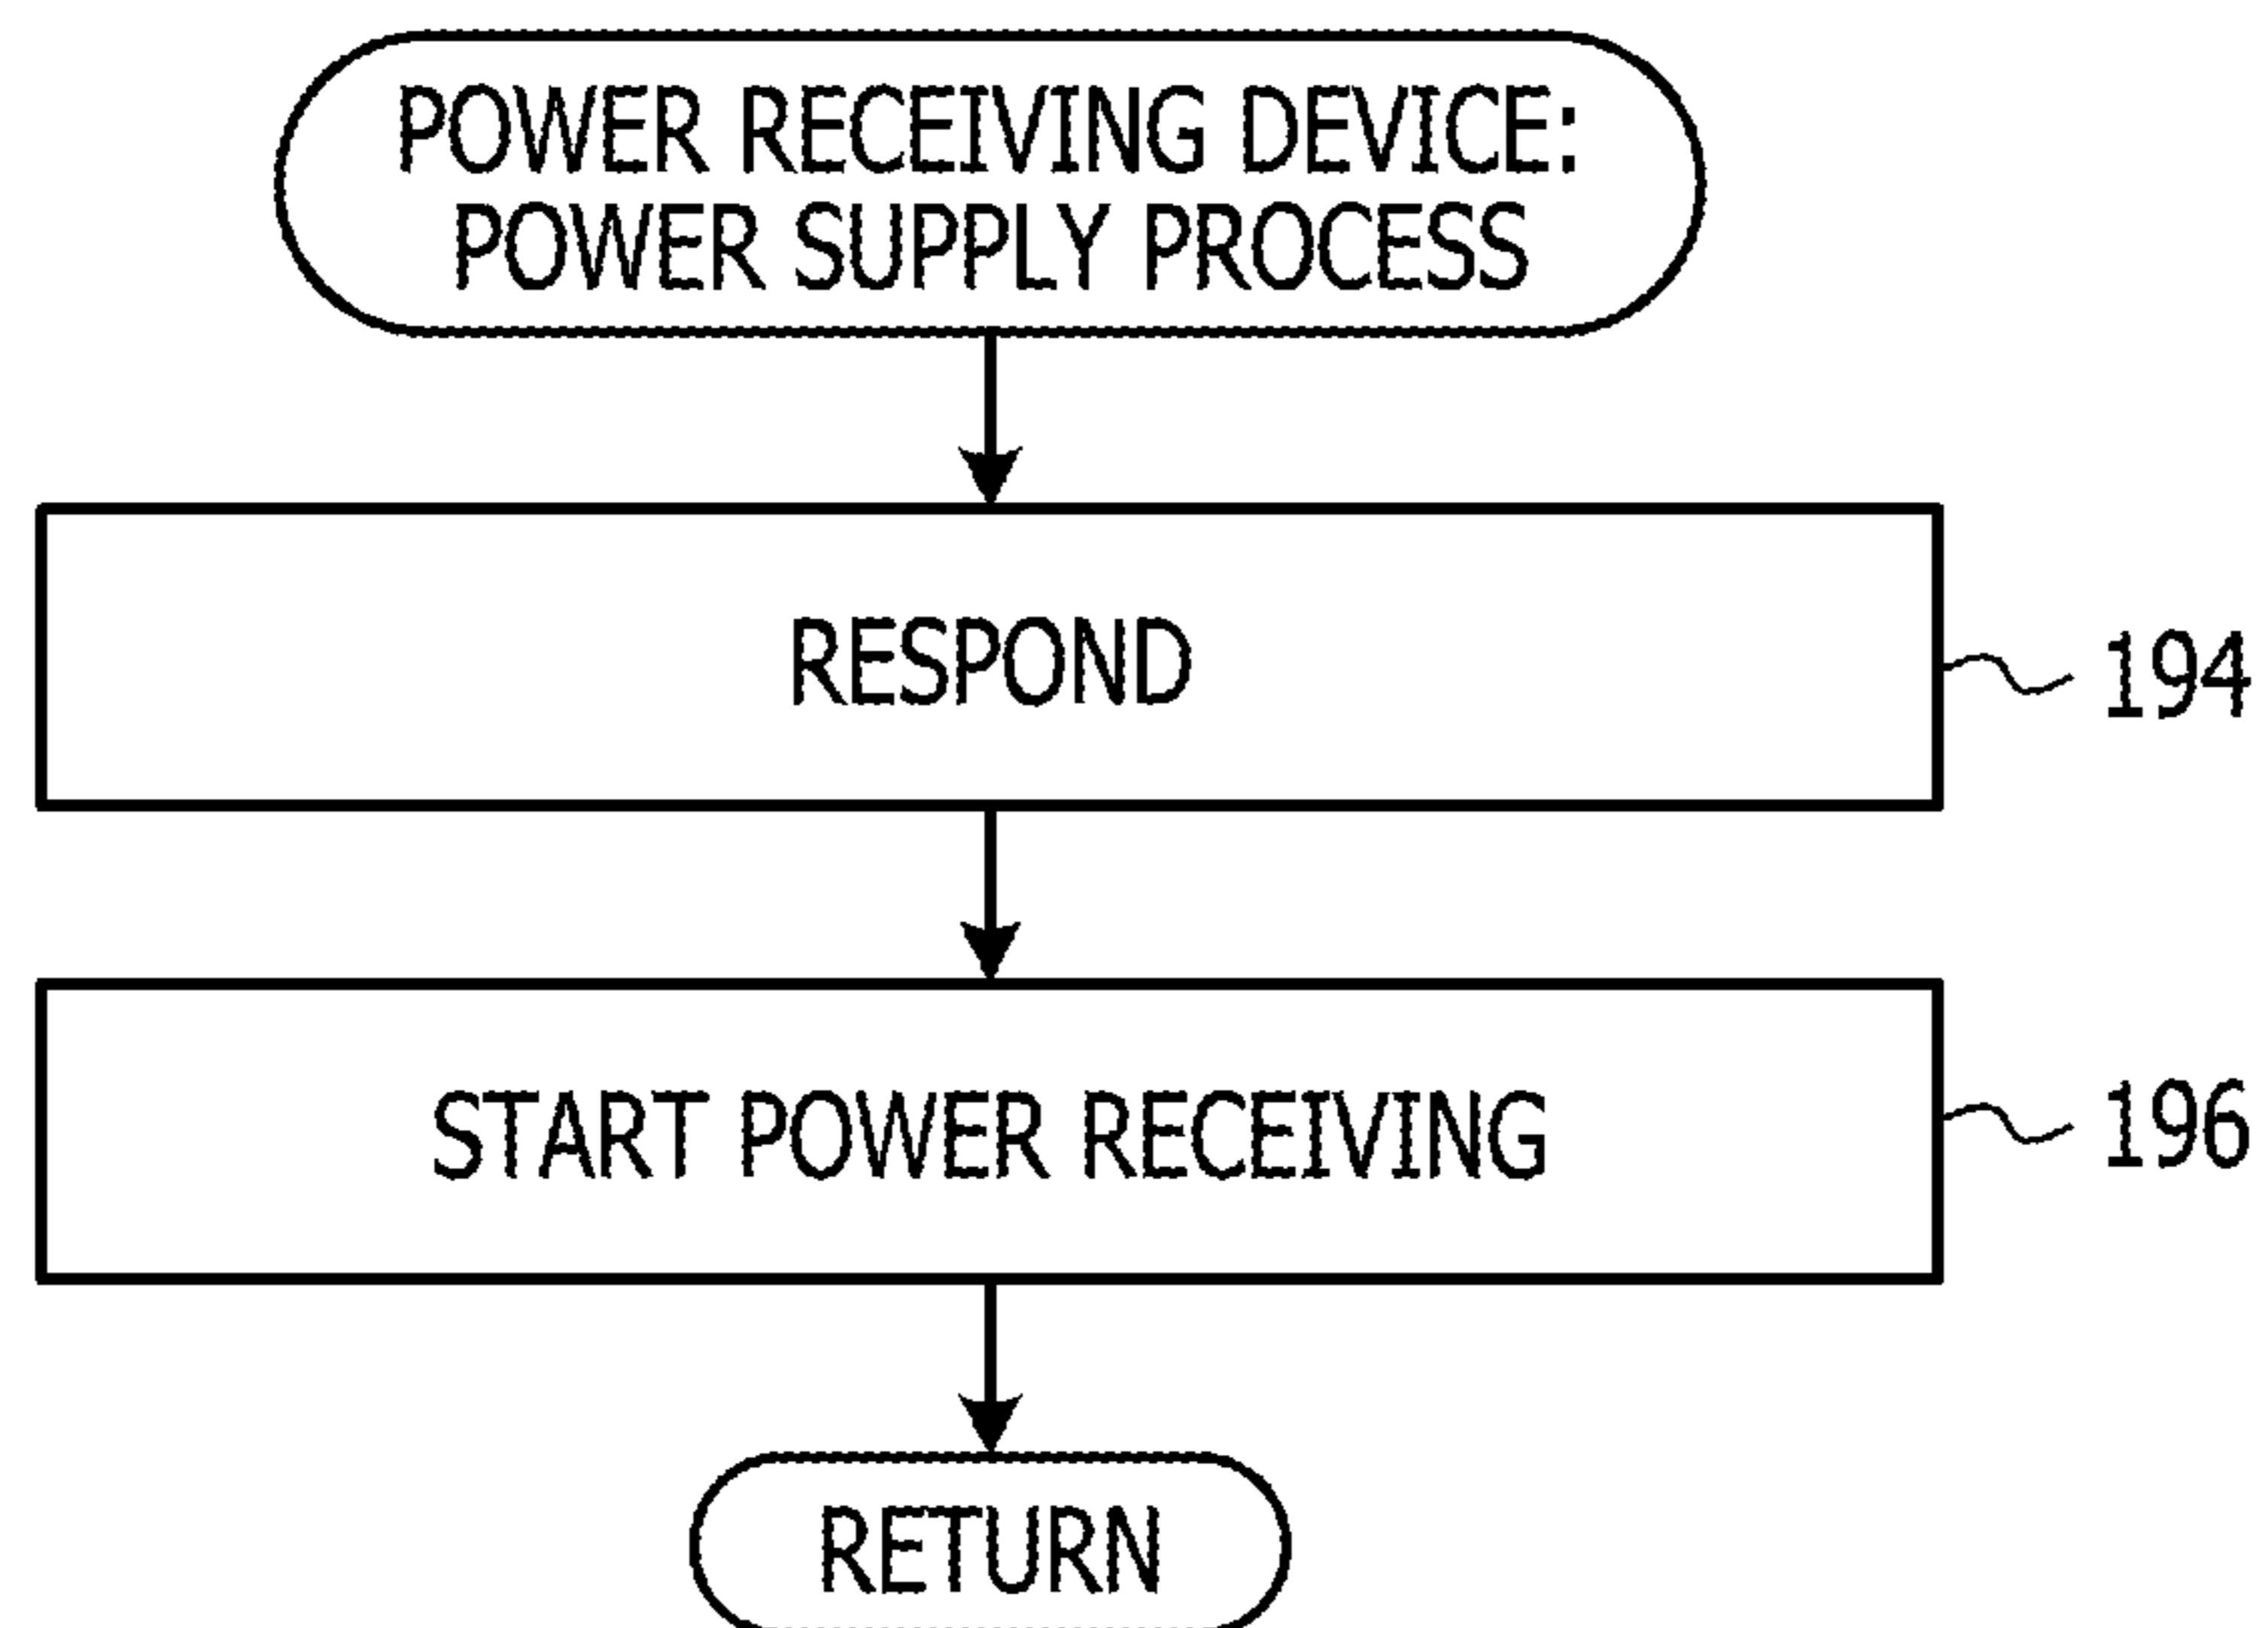 POWER RECEIVING DEVICE:
POWER SUPPLY PROCESS
RESPOND
194
START POWER RECEIVING
196
RETURN